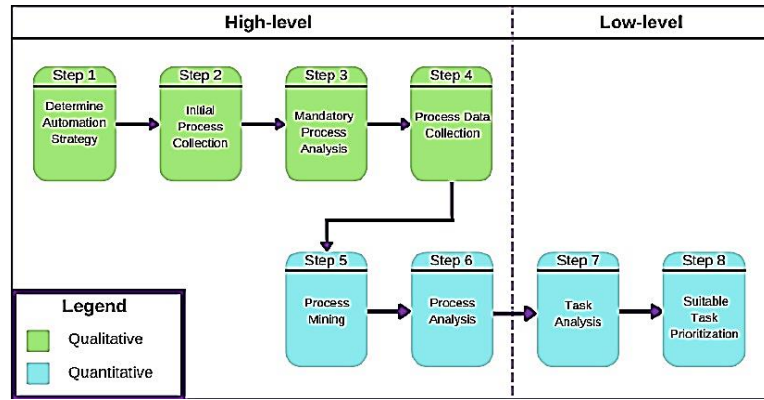 High-level
Low-level
Step 1
Determine
Automation
Strategy
Step 2
Initial
Process
Collection
Step 3
Mandatory
Process
Analysis
Step 4
Process Data
Collection
Step 5
Process
Mining
Step 6
Process
Analysis
Step 7
Task
Analysis
Step 8
Suitable
Task
Prioritization
Legend
Qualitative
Quantitative